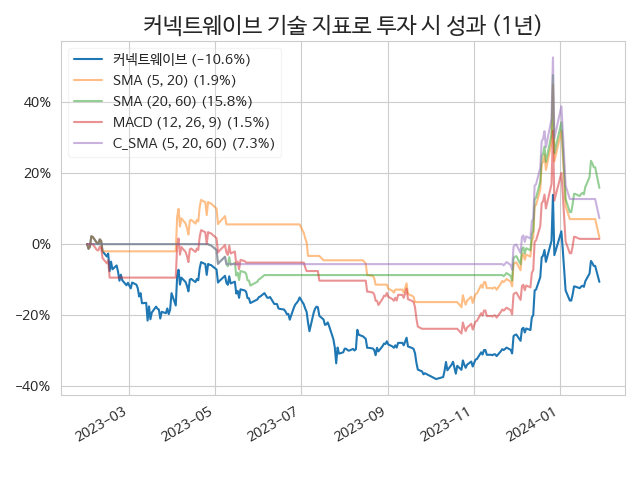 커넥트웨이브 기술 지표로 투자 시 성과 (1년)
커넥트웨이브 (−10.6%)
SMA (5, 20) (1.9%)
SMA (20, 60) (15.8%)
MACD (12, 26, 9) (1.5%)
C_SMA (5, 20, 60) (7.3%)
40%
20%
0%
−20%
−40%
2023−03
2023−05
2023−07
2023−09
2023−11
2024−01